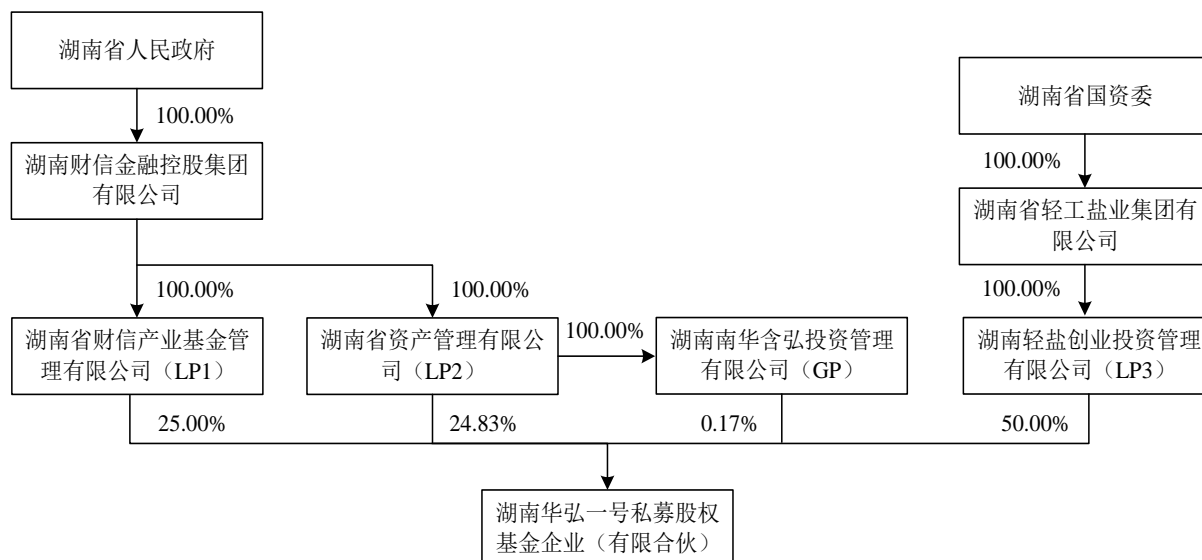 湖南省人民政府
100.00%
湖南财信金融控股集团
有限公司
湖南省国资委
100.00%
湖南省轻工盐业集团有
限公司
100.00%
100.00%
100.00%
湖南省财信产业基金管
理有限公司（LP1）
湖南省资产管理有限公
司（LP2）
100.00%
湖南南华含弘投资管理
有限公司（GP）
湖南轻盐创业投资管理
有限公司（LP3）
25.00%
24.83%
0.17%
50.00%
湖南华弘一号私募股权
基金企业（有限合伙）